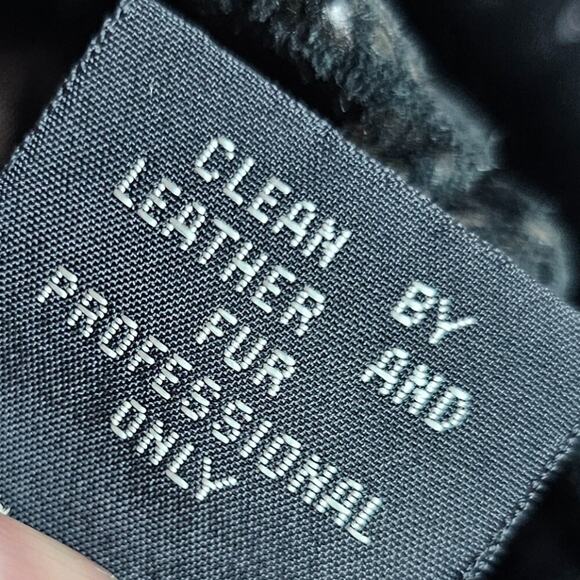 CLEAN BY
LEATHER AND
FUR
PROFESSIONAL
ONLY